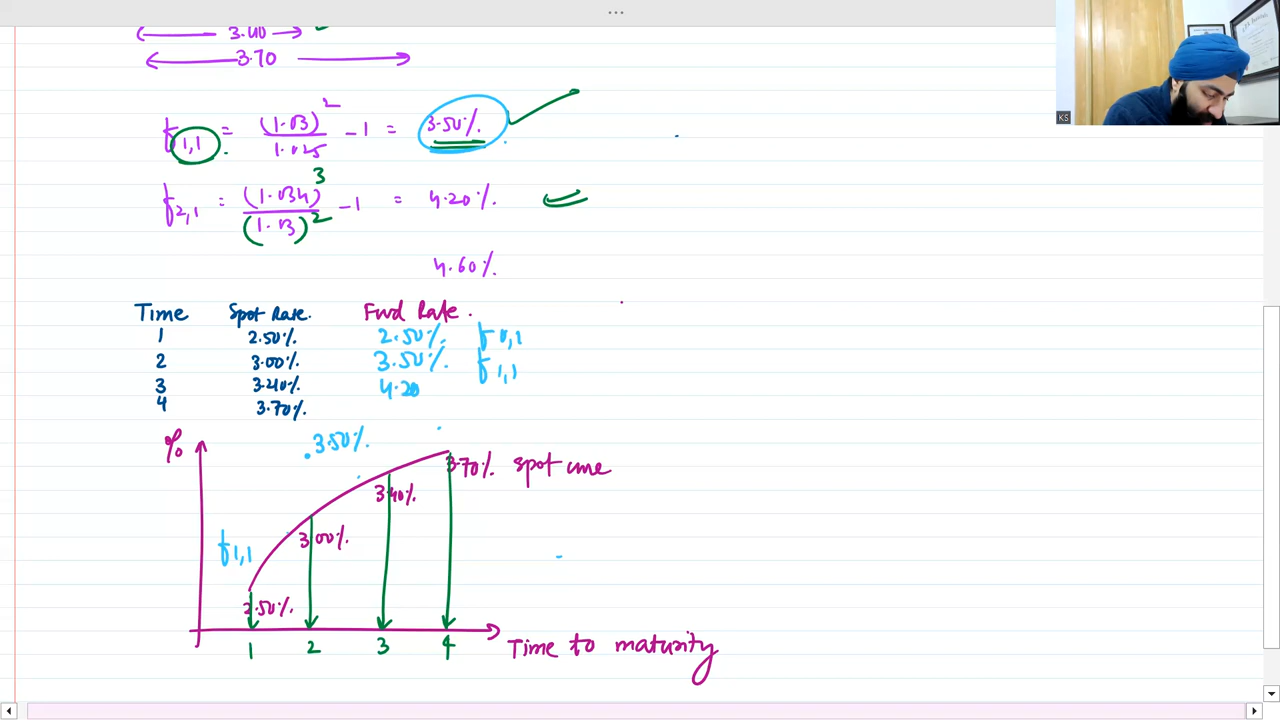 3.00
3.70
f1,1 = (1.03)^2 / 1.025 - 1 = 3.50%.
f2,1 = (1.034)^3 / (1.03)^2 - 1 = 4.20%.
4.60%.
Time Spot Rate. Fwd Rate.
1 2.50%. 2.50%. f0,1
2 3.00%. 3.50%. f1,1
3 3.40%. 4.20
4 3.70%.
% 3.50%.
3.70%. Spot curve
3.40%.
f1,1 3.00%.
2.50%.
1 2 3 4 Time to maturity
KS